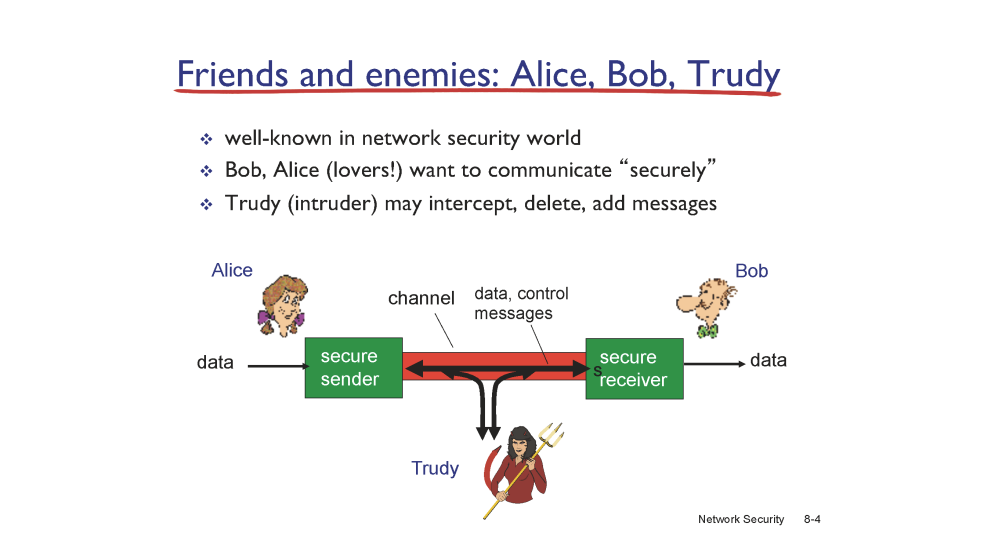 Friends and enemies: Alice, Bob, Trudy
❖ well-known in network security world
❖ Bob, Alice (lovers!) want to communicate “securely”
❖ Trudy (intruder) may intercept, delete, add messages
Alice
Bob
channel
data, control
messages
data
secure
sender
s
secure
receiver
data
Trudy
Network Security 8-4